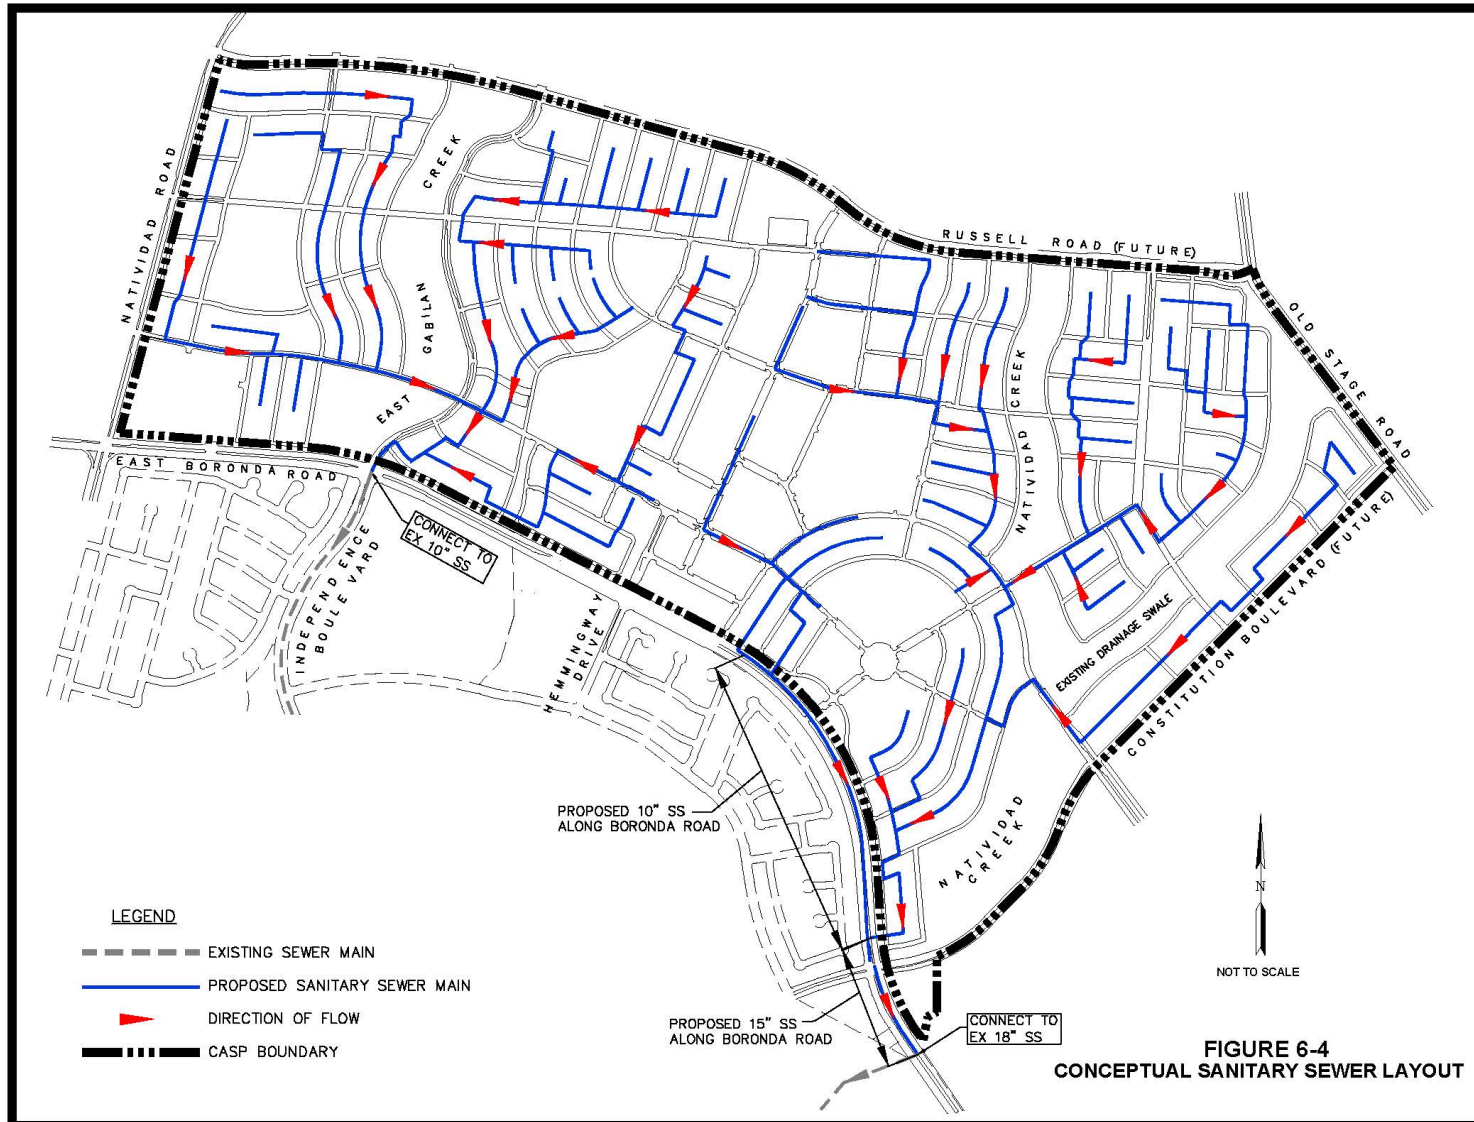 NATIVIDAD ROAD
CREEK
GABILAN
EAST
RUSSELL ROAD (FUTURE)
OLD STAGE ROAD
NATIVIDAD CREEK
EAST BORONDA ROAD
CONNECT TO
EX 10" SS
INDEPENDENCE
BOULEVARD
HEMMINGWAY
DRIVE
EXISTING DRAINAGE SWALE
CONSTITUTION BOULEVARD (FUTURE)
PROPOSED 10" SS
ALONG BORONDA ROAD
NATIVIDAD
CREEK
LEGEND
EXISTING SEWER MAIN
PROPOSED SANITARY SEWER MAIN
DIRECTION OF FLOW
CASP BOUNDARY
N
NOT TO SCALE
PROPOSED 15" SS
ALONG BORONDA ROAD
CONNECT TO
EX 18" SS
FIGURE 6-4
CONCEPTUAL SANITARY SEWER LAYOUT